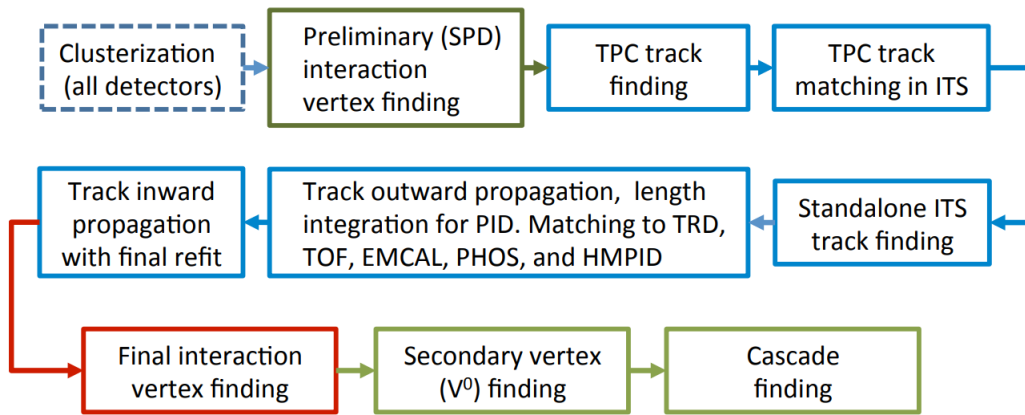 Clusterization
(all detectors)
Preliminary (SPD)
interaction
vertex finding
TPC track
finding
TPC track
matching in ITS
Track inward
propagation
with final refit
Track outward propagation, length
integration for PID. Matching to TRD,
TOF, EMCAL, PHOS, and HMPID
Standalone ITS
track finding
Final interaction
vertex finding
Secondary vertex
(V⁰) finding
Cascade
finding